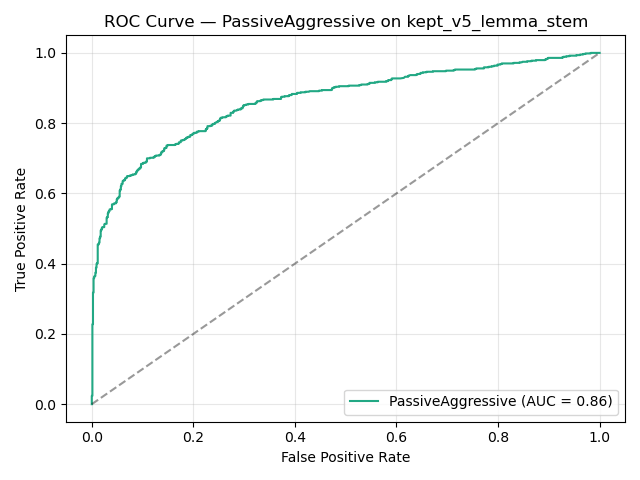 ROC Curve — PassiveAggressive on kept_v5_lemma_stem
True Positive Rate
1.0
0.8
0.6
0.4
0.2
0.0
0.0 0.2 0.4 0.6 0.8 1.0
False Positive Rate
PassiveAggressive (AUC = 0.86)